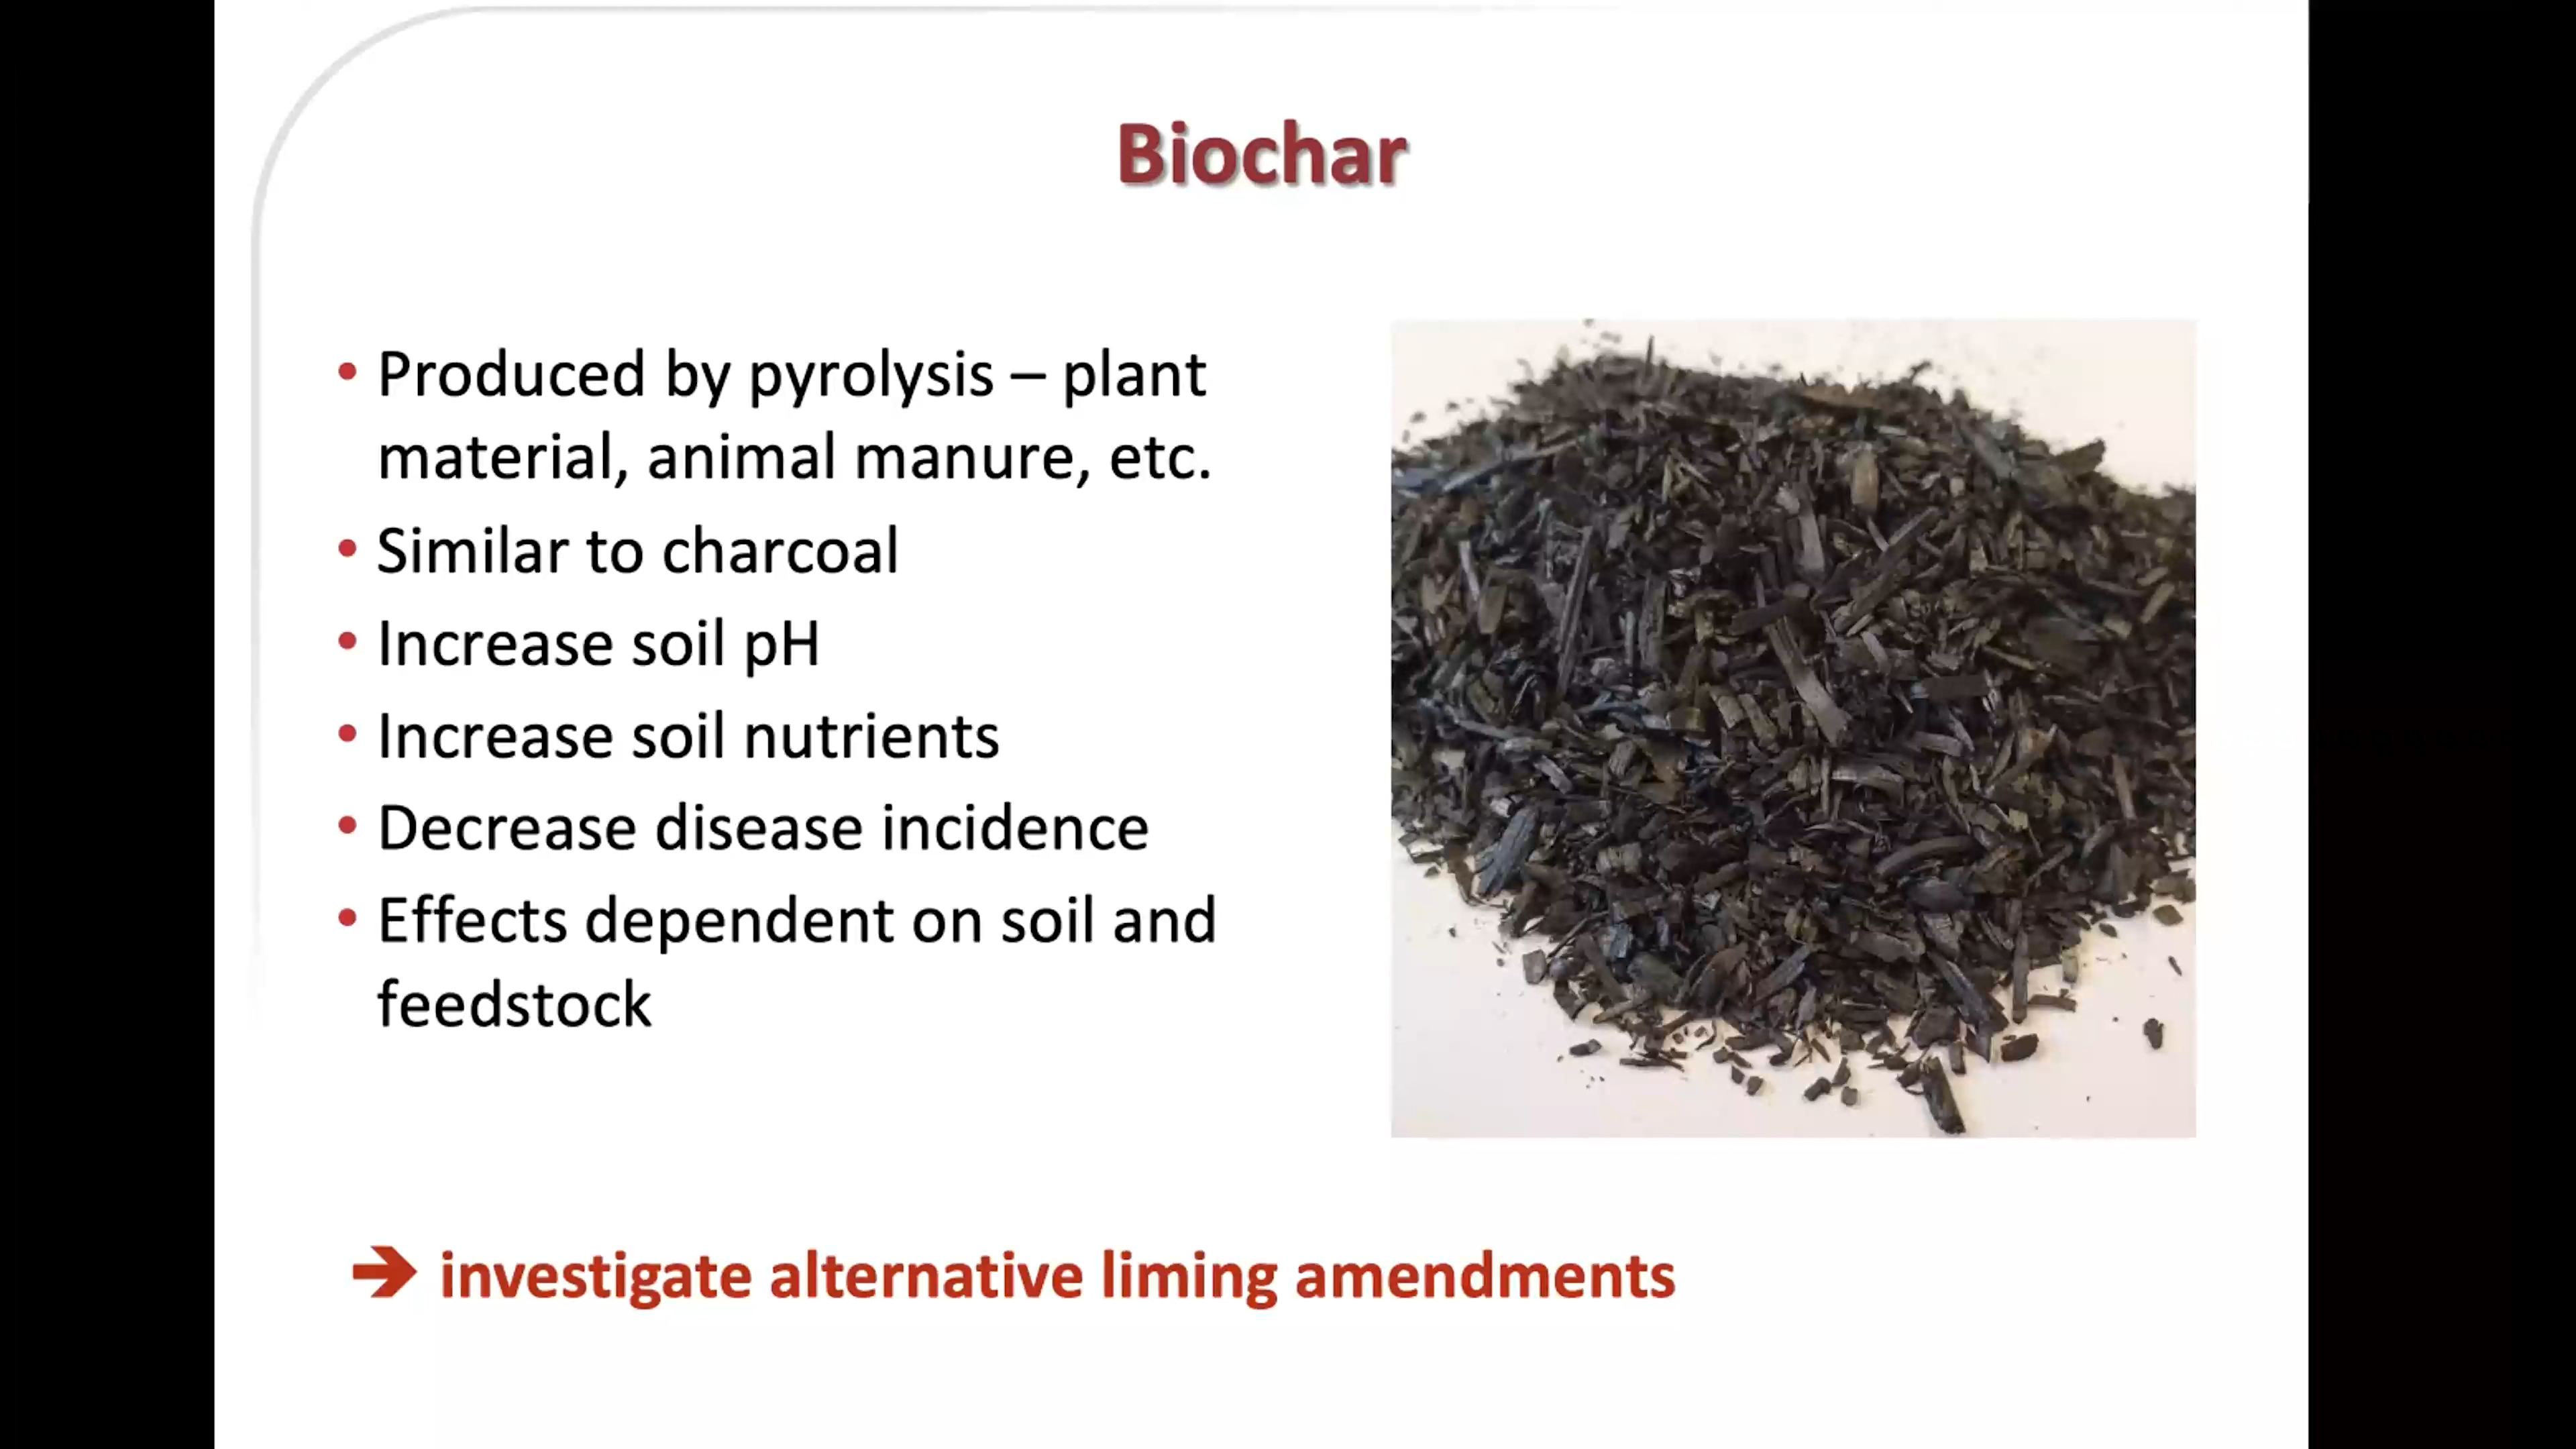 Biochar
• Produced by pyrolysis – plant
material, animal manure, etc.
• Similar to charcoal
• Increase soil pH
• Increase soil nutrients
• Decrease disease incidence
• Effects dependent on soil and
feedstock
➔ investigate alternative liming amendments